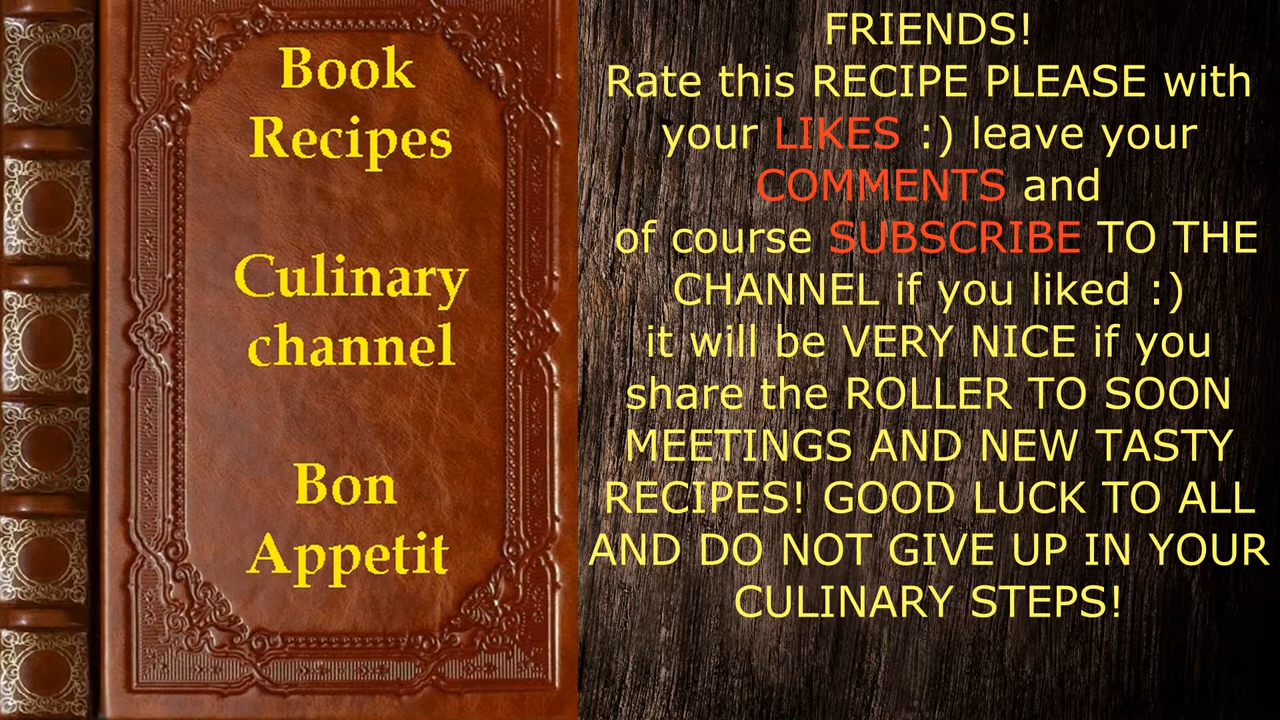 Book
Recipes
Culinary
channel
Bon
Appetit
FRIENDS!
Rate this RECIPE PLEASE with
your LIKES :) leave your
COMMENTS and
of course SUBSCRIBE TO THE
CHANNEL if you liked :)
it will be VERY NICE if you
share the ROLLER TO SOON
MEETINGS AND NEW TASTY
RECIPES! GOOD LUCK TO ALL
AND DO NOT GIVE UP IN YOUR
CULINARY STEPS!